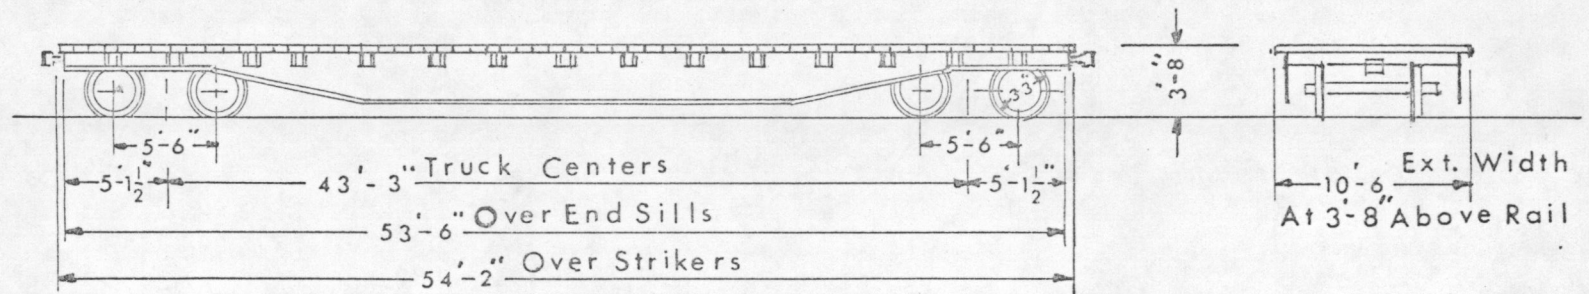 33"
3'-8"
5'-6"
5'-6"
5'-1½"
43'-3" Truck Centers
5'-1½"
53'-6" Over End Sills
54'-2" Over Strikers
Ext. Width
10'-6"
At 3'-8" Above Rail